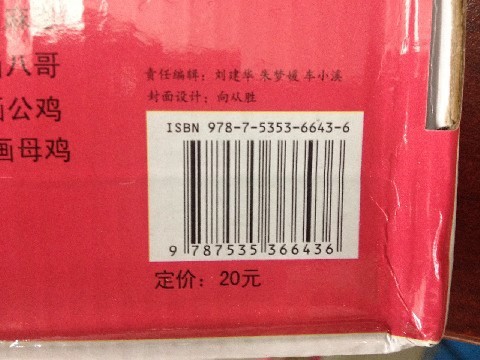 八哥
画公鸡
画母鸡
责任编辑：刘建华 朱梦媛 车小溪
封面设计：向从胜
ISBN 978-7-5353-6643-6
9 787535 366436
定价：20元